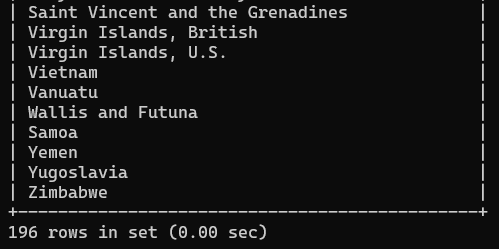 | Saint Vincent and the Grenadines |
| Virgin Islands, British |
| Virgin Islands, U.S. |
| Vietnam |
| Vanuatu |
| Wallis and Futuna |
| Samoa |
| Yemen |
| Yugoslavia |
| Zimbabwe |
+----------------------------------------------+
196 rows in set (0.00 sec)